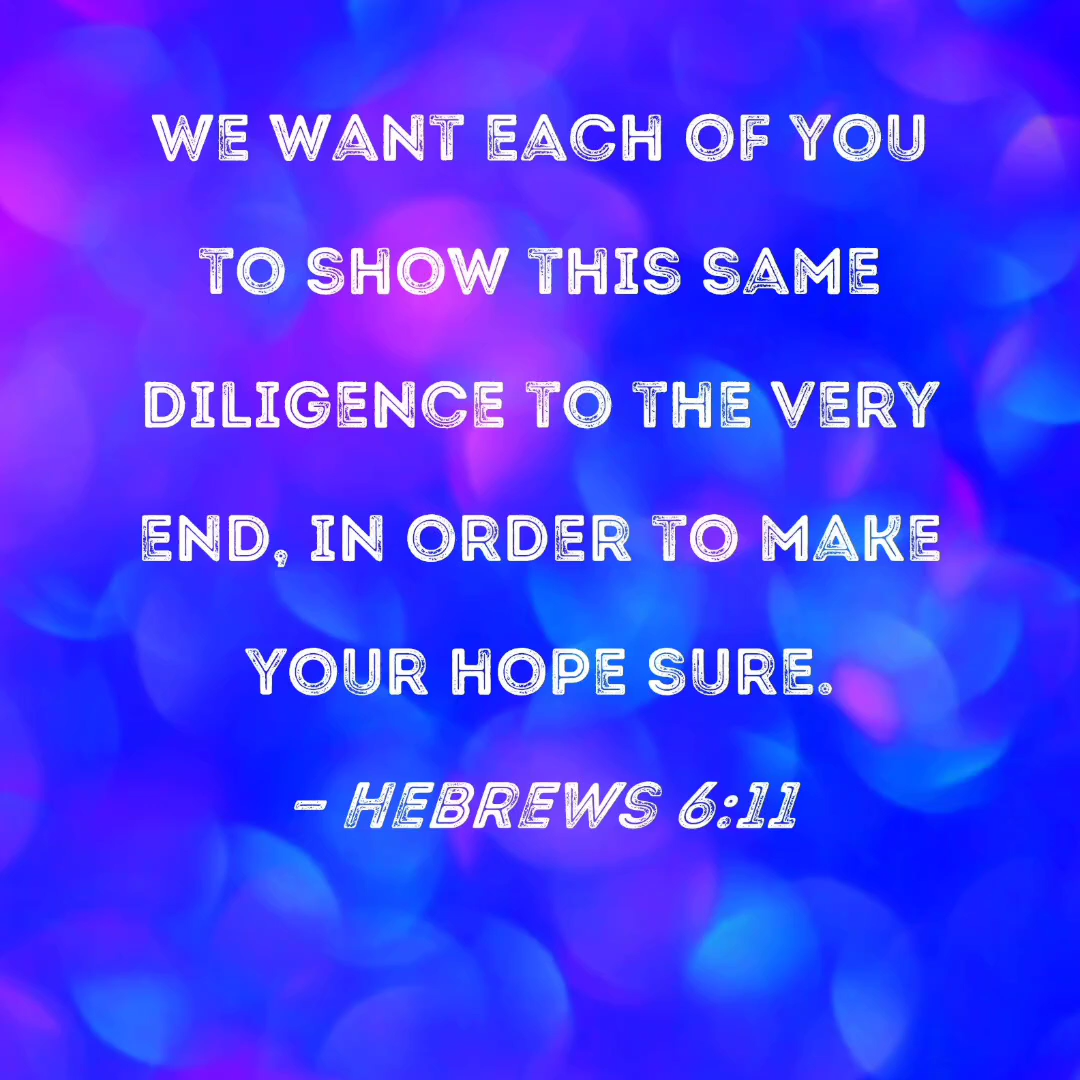 WE WANT EACH OF YOU
TO SHOW THIS SAME
DILIGENCE TO THE VERY
END, IN ORDER TO MAKE
YOUR HOPE SURE.
– HEBREWS 6:11